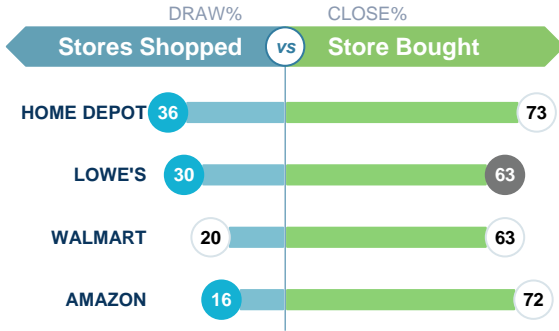 DRAW% CLOSE%
Stores Shopped vs Store Bought
HOME DEPOT 36 73
LOWE'S 30 63
WALMART 20 63
AMAZON 16 72